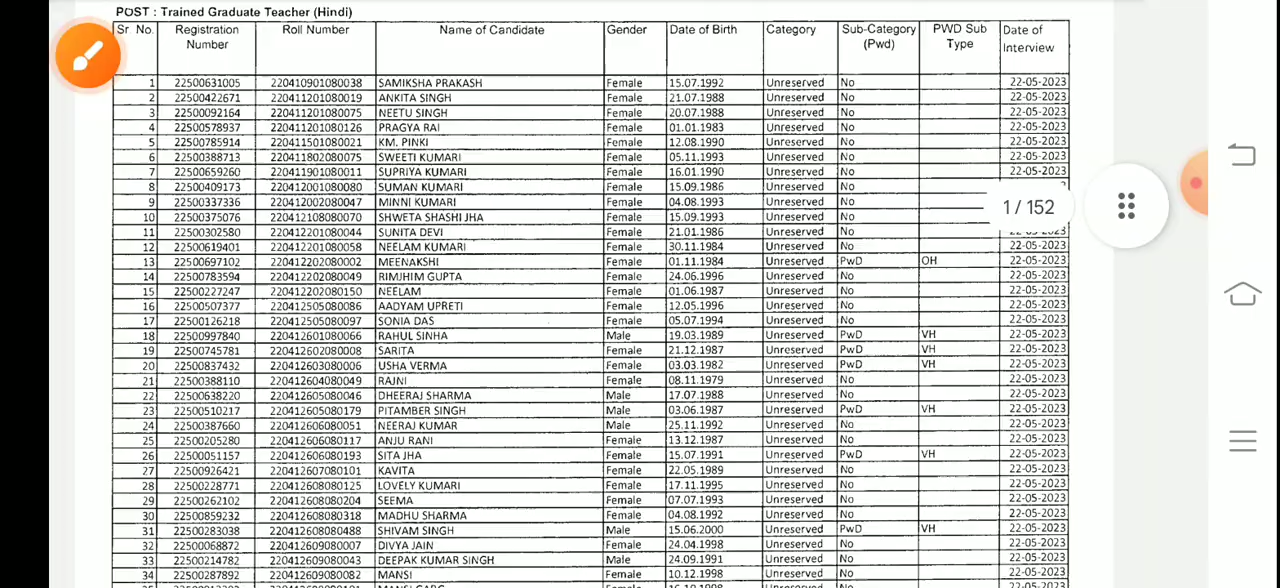 POST : Trained Graduate Teacher (Hindi)
Sr No. Registration Number Roll Number Name of Candidate Gender Date of Birth Category Sub-Category (Pwd) PWD Sub Type Date of Interview
1 22500631005 220410901080038 SAMIKSHA PRAKASH Female 15.07.1992 Unreserved No 22-05-2023
2 22500422671 220411201080019 ANKITA SINGH Female 21.07.1988 Unreserved No 22-05-2023
3 22500092164 220411201080075 NEETU SINGH Female 20.07.1988 Unreserved No 22-05-2023
4 22500578937 220411201080126 PRAGYA RAI Female 01.01.1983 Unreserved No 22-05-2023
5 22500785914 220411501080021 KM. PINKI Female 12.08.1990 Unreserved No 22-05-2023
6 22500388713 220411802080075 SWEETI KUMARI Female 05.11.1993 Unreserved No 22-05-2023
7 22500659260 220411901080011 SUPRIYA KUMARI Female 16.01.1990 Unreserved No 22-05-2023
8 22500409173 220412001080080 SUMAN KUMARI Female 15.09.1986 Unreserved No
9 22500337336 220412002080047 MINNI KUMARI Female 04.08.1993 Unreserved No
1 / 152
10 22500375076 220412108080070 SHWETA SHASHI JHA Female 15.09.1993 Unreserved No
11 22500302580 220412201080044 SUNITA DEVI Female 21.01.1986 Unreserved No
12 22500619401 220412201080058 NEELAM KUMARI Female 30.11.1984 Unreserved No 22-05-2023
13 22500697102 220412202080002 MEENAKSHI Female 01.11.1984 Unreserved PwD OH 22-05-2023
14 22500783594 220412202080049 RIMJHIM GUPTA Female 24.06.1996 Unreserved No 22-05-2023
15 22500227247 220412202080150 NEELAM Female 01.06.1987 Unreserved No 22-05-2023
16 22500507377 220412505080086 AADYAM UPRETI Female 12.05.1996 Unreserved No 22-05-2023
17 22500126218 220412505080097 SONIA DAS Female 05.07.1994 Unreserved No 22-05-2023
18 22500997840 220412601080066 RAHUL SINHA Male 19.03.1989 Unreserved PwD VH 22-05-2023
19 22500745781 220412602080008 SARITA Female 21.12.1987 Unreserved PwD VH 22-05-2023
20 22500837432 220412603080006 USHA VERMA Female 03.03.1982 Unreserved PwD VH 22-05-2023
21 22500388110 220412604080049 RAJNI Female 08.11.1979 Unreserved No 22-05-2023
22 22500638220 220412605080046 DHEERAJ SHARMA Male 17.07.1988 Unreserved No 22-05-2023
23 22500510217 220412605080179 PITAMBER SINGH Male 03.06.1987 Unreserved PwD VH 22-05-2023
24 22500387660 220412606080051 NEERAJ KUMAR Male 25.11.1992 Unreserved No 22-05-2023
25 22500205280 220412606080117 ANJU RANI Female 13.12.1987 Unreserved No 22-05-2023
26 22500051157 220412606080193 SITA JHA Female 15.07.1991 Unreserved PwD VH 22-05-2023
27 22500926421 220412607080101 KAVITA Female 22.05.1989 Unreserved No 22-05-2023
28 22500228771 220412608080125 LOVELY KUMARI Female 17.11.1995 Unreserved No 22-05-2023
29 22500262102 220412608080204 SEEMA Female 07.07.1993 Unreserved No 22-05-2023
30 22500859232 220412608080318 MADHU SHARMA Female 04.08.1992 Unreserved No 22-05-2023
31 22500283038 220412608080488 SHIVAM SINGH Male 15.06.2000 Unreserved PwD VH 22-05-2023
32 22500068872 220412609080007 DIVYA JAIN Female 24.04.1998 Unreserved No 22-05-2023
33 22500214782 220412609080043 DEEPAK KUMAR SINGH Male 24.09.1991 Unreserved No 22-05-2023
34 22500287892 220412609080082 MANSI Female 10.12.1998 Unreserved No 22-05-2023